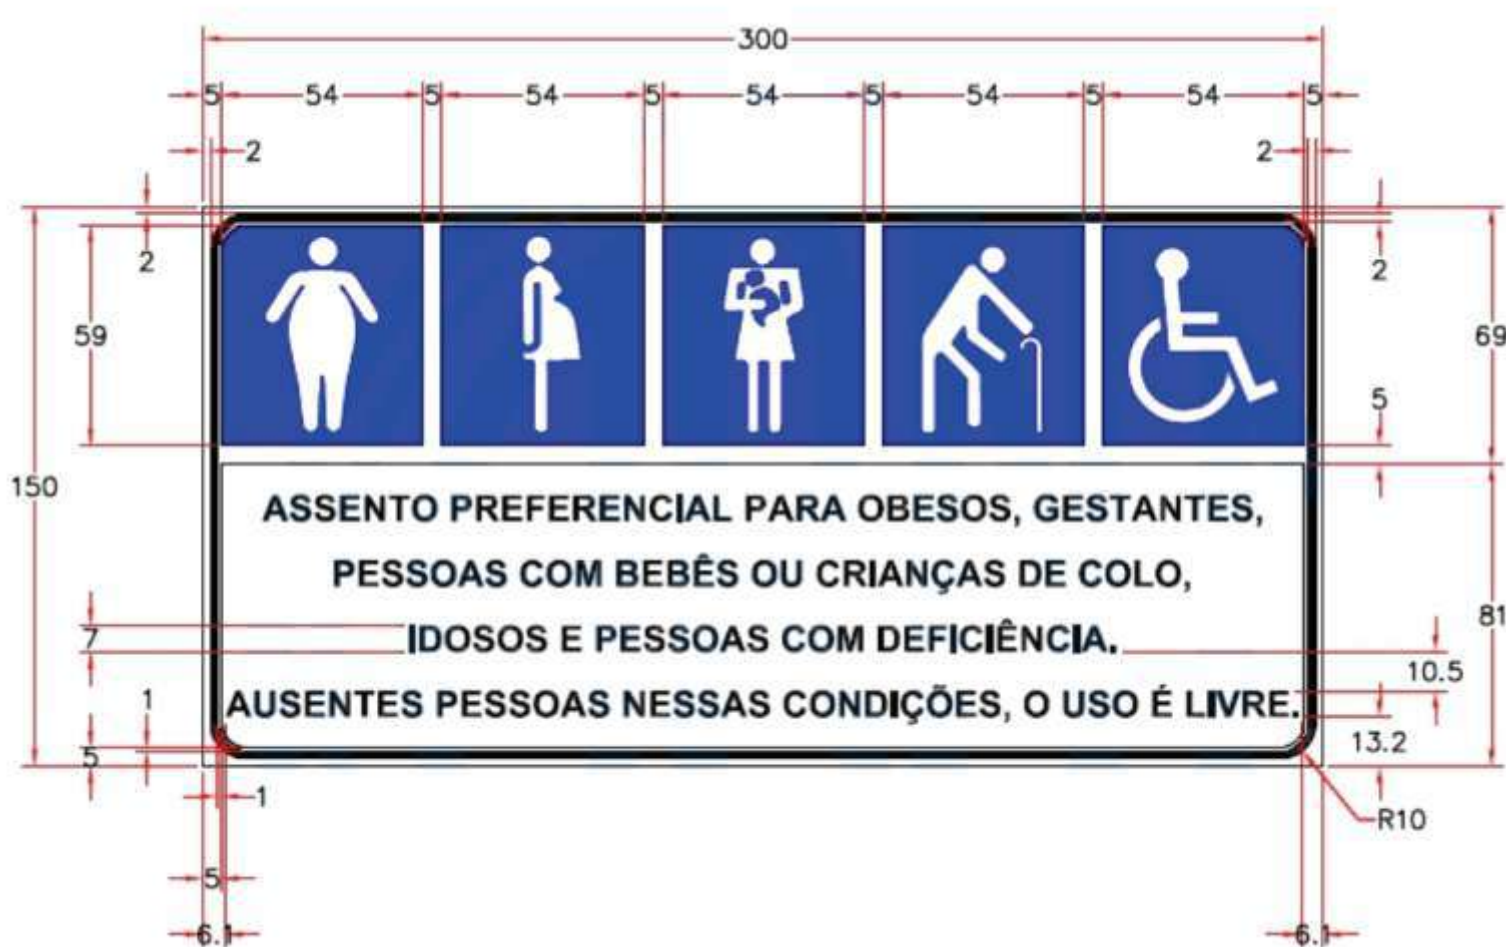 300
5 54 5 54 5 54 5 54 5 54 5
2 2
2 2
59 69
5
150
ASSENTO PREFERENCIAL PARA OBESOS, GESTANTES,
PESSOAS COM BEBÊS OU CRIANÇAS DE COLO,
7 IDOSOS E PESSOAS COM DEFICIÊNCIA. 81
10.5
1 AUSENTES PESSOAS NESSAS CONDIÇÕES, O USO É LIVRE.
5 13.2
1
R10
5
6.1 6.1